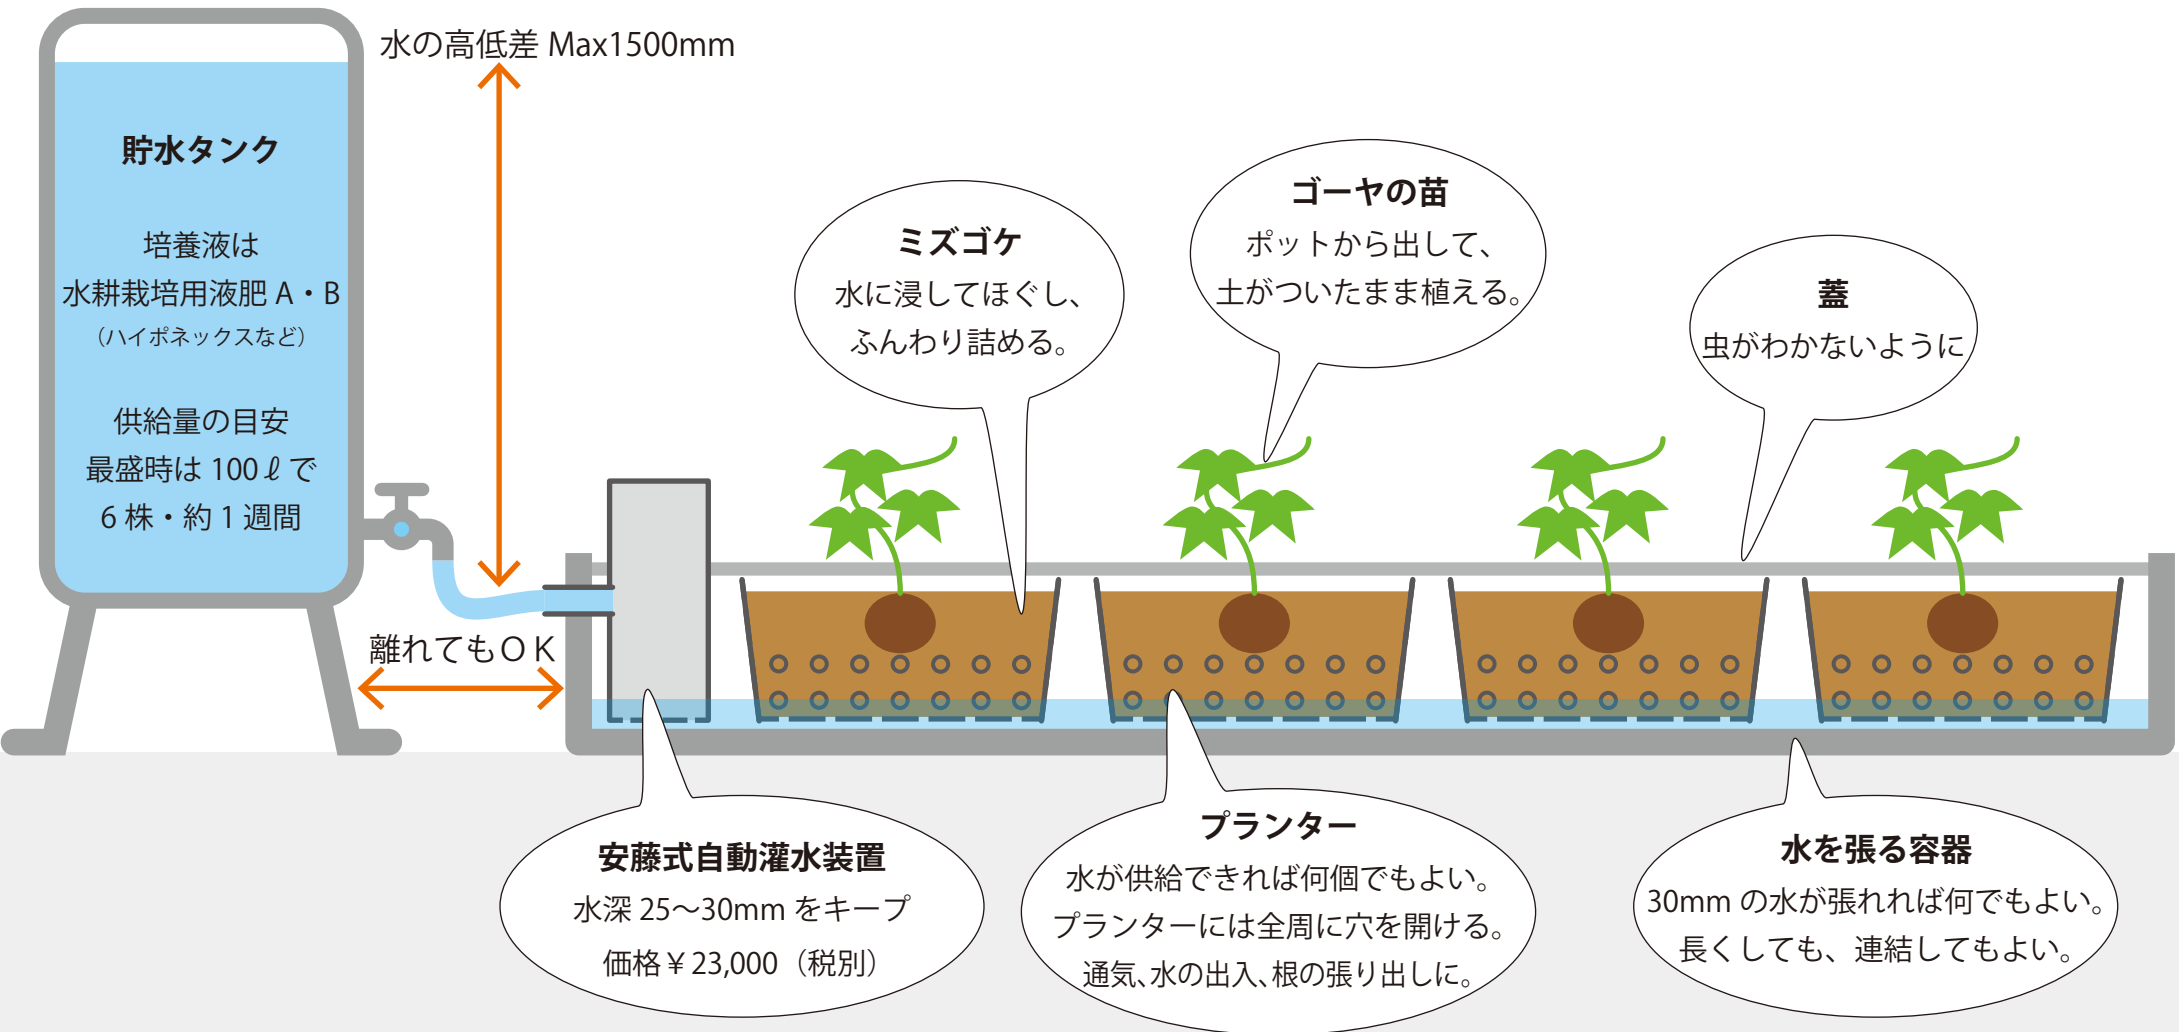 水の高低差 Max1500mm
貯水タンク
培養液は
水耕栽培用液肥 A・B
（ハイポネックスなど）
供給量の目安
最盛時は 100ℓで
6 株・約 1 週間
離れてもＯＫ
ミズゴケ
水に浸してほぐし、
ふんわり詰める。
ゴーヤの苗
ポットから出して、
土がついたまま植える。
蓋
虫がわかないように
安藤式自動灌水装置
水深 25〜30mm をキープ
価格￥23,000（税別）
プランター
水が供給できれば何個でもよい。
プランターには全周に穴を開ける。
通気、水の出入、根の張り出しに。
水を張る容器
30mm の水が張れれば何でもよい。
長くしても、連結してもよい。